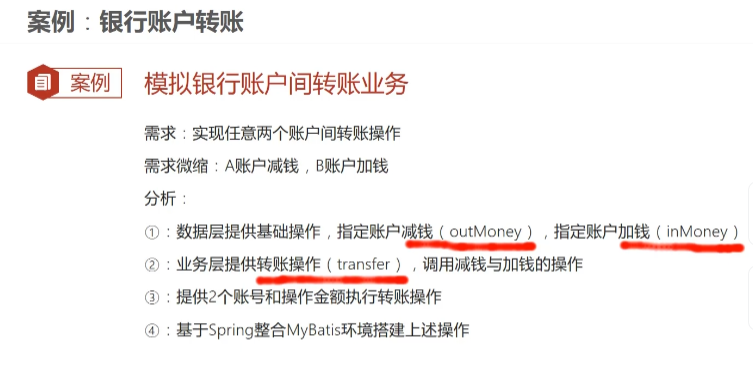 案例：银行账户转账
案例
模拟银行账户间转账业务
需求：实现任意两个账户间转账操作
需求微缩：A账户减钱，B账户加钱
分析：
①：数据层提供基础操作，指定账户减钱（outMoney），指定账户加钱（inMoney）
②：业务层提供转账操作（transfer），调用减钱与加钱的操作
③：提供2个账号和操作金额执行转账操作
④：基于Spring整合MyBatis环境搭建上述操作